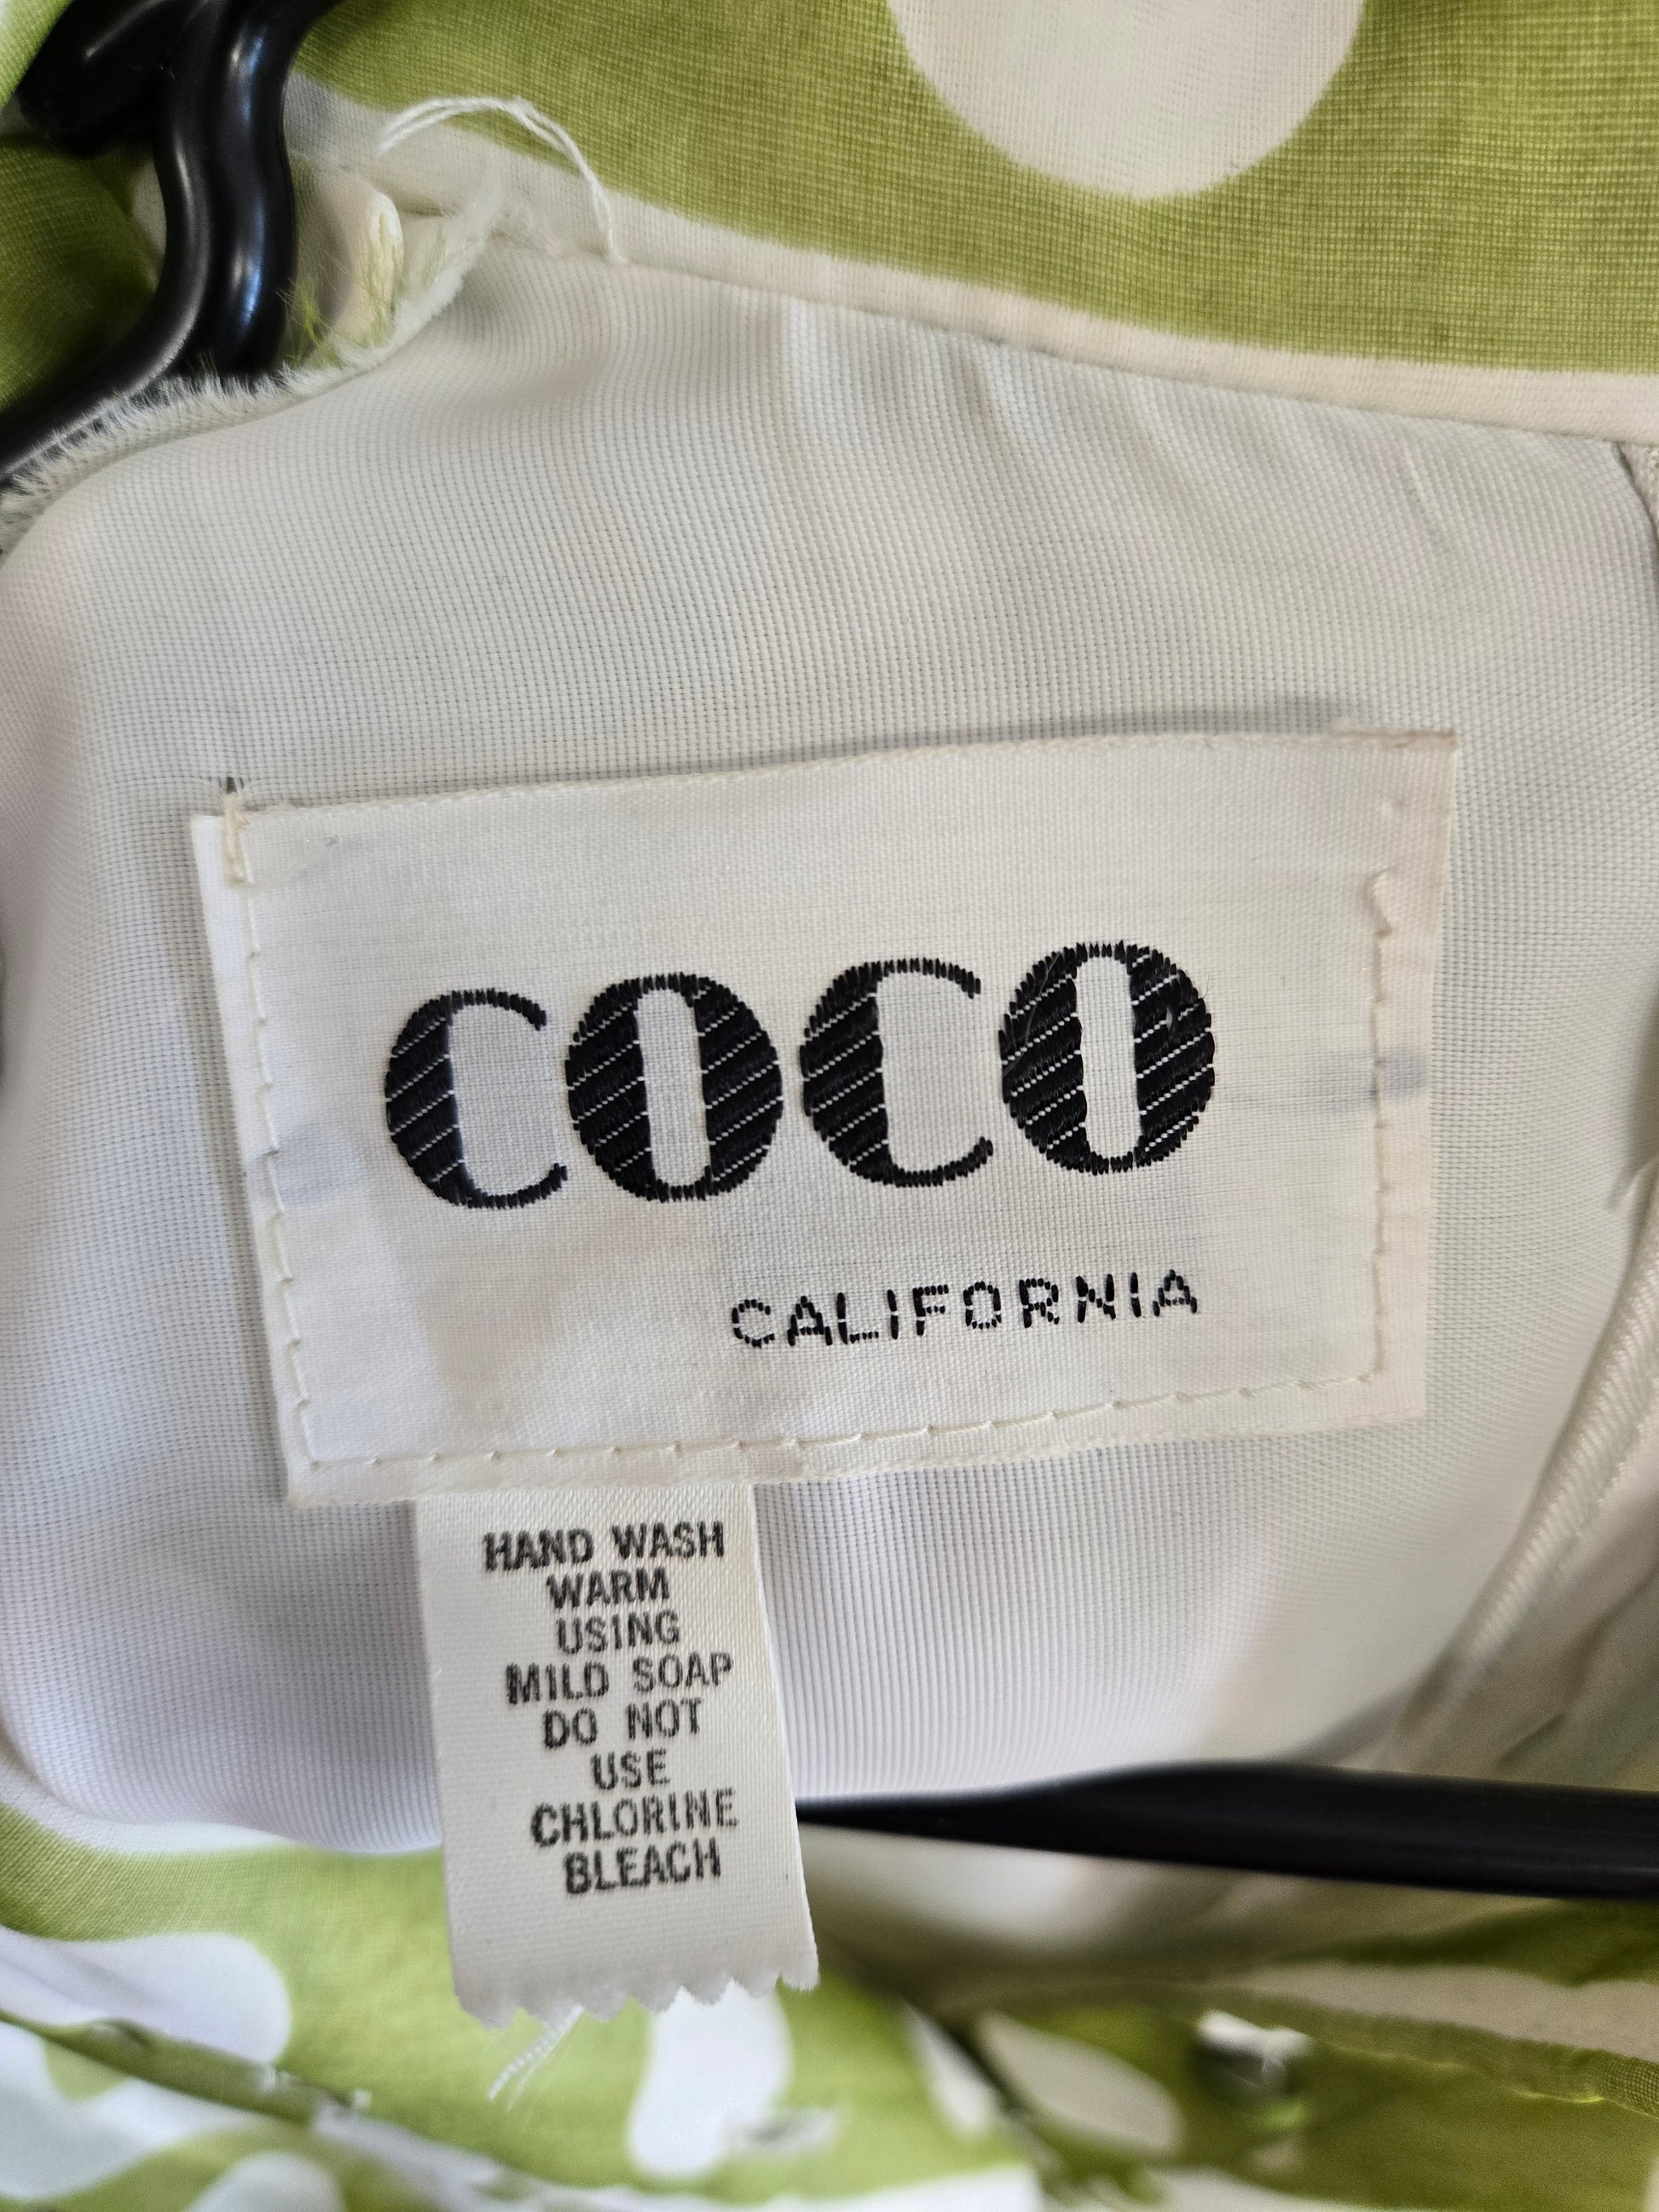 COCO
CALIFORNIA
HAND WASH
WARM
USING
MILD SOAP
DO NOT
USE
CHLORINE
BLEACH